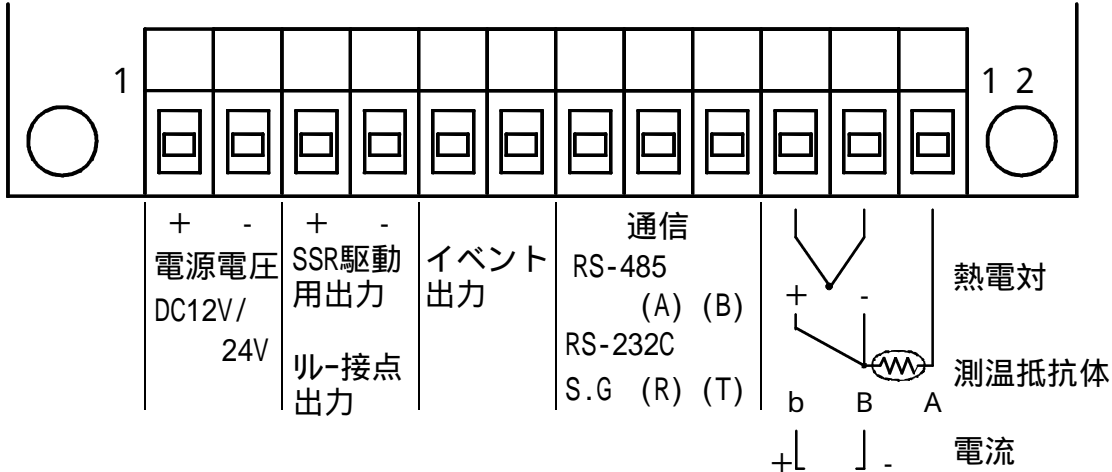 1
1 2
+ -
電源電圧
DC12V/
24V
+ -
SSR駆動
用出力
リレー接点
出力
イベント
出力
通信
RS-485
(A) (B)
RS-232C
S.G (R) (T)
+ -
熱電対
測温抵抗体
b B A
+ -
電流